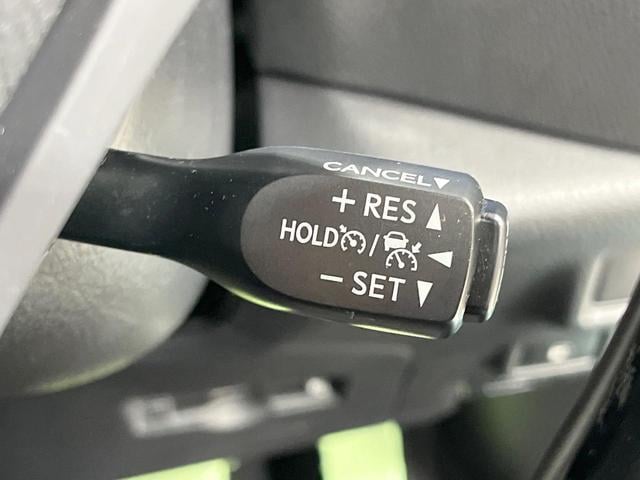 CANCEL▼
+ RES ▲
HOLD / ◀
− SET ▼